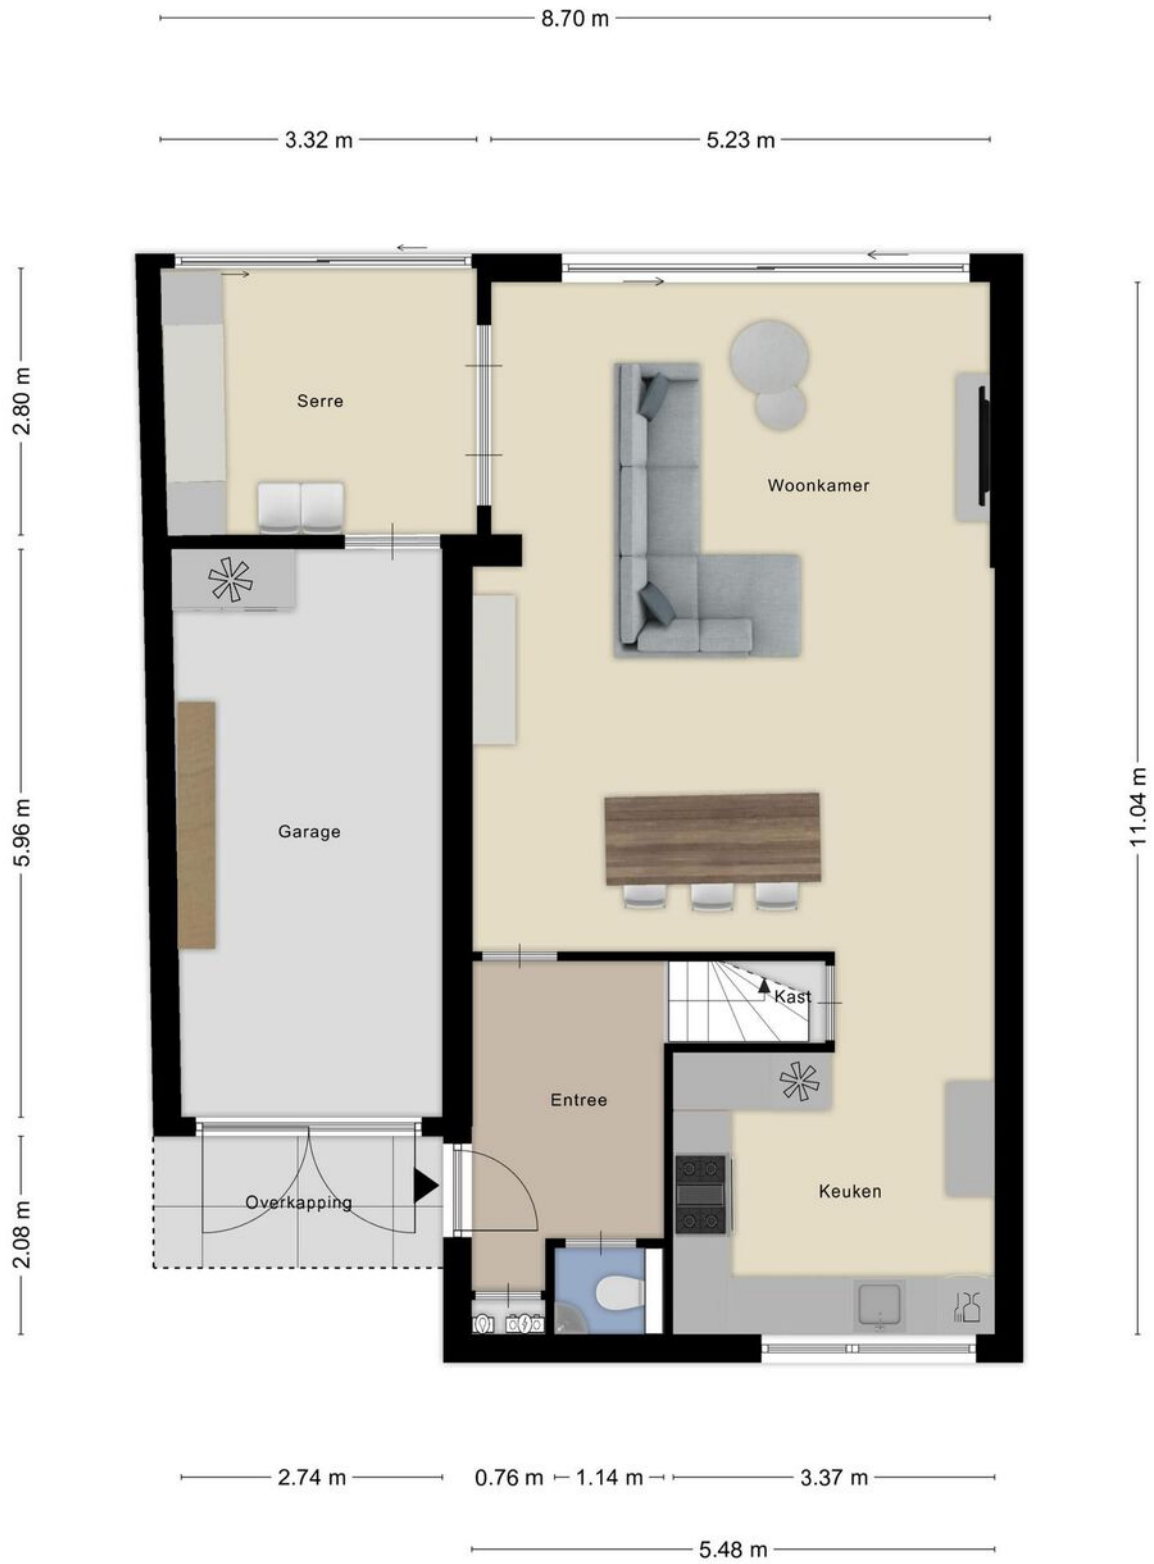 8.70 m
3.32 m
5.23 m
2.80 m
Serre
Woonkamer
5.96 m
Garage
11.04 m
Kast
Entree
Keuken
Overkapping
2.08 m
2.74 m
0.76 m
1.14 m
3.37 m
5.48 m